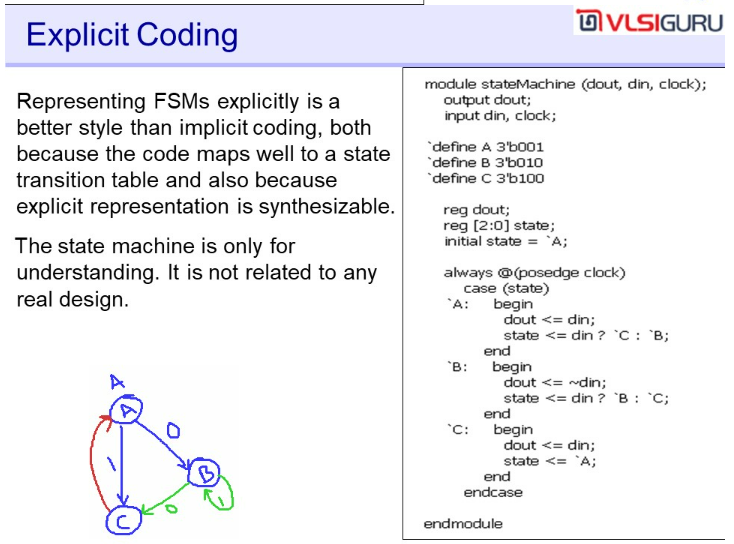 Explicit Coding
VLSIGURU
Representing FSMs explicitly is a
better style than implicit coding, both
because the code maps well to a state
transition table and also because
explicit representation is synthesizable.
The state machine is only for
understanding. It is not related to any
real design.
A
A
0
1
B
1
0
C
module stateMachine (dout, din, clock);
output dout;
input din, clock;
`define A 3'b001
`define B 3'b010
`define C 3'b100
reg dout;
reg [2:0] state;
initial state = `A;
always @(posedge clock)
case (state)
`A: begin
dout <= din;
state <= din ? `C : `B;
end
`B: begin
dout <= ~din;
state <= din ? `B : `C;
end
`C: begin
dout <= din;
state <= `A;
end
endcase
endmodule